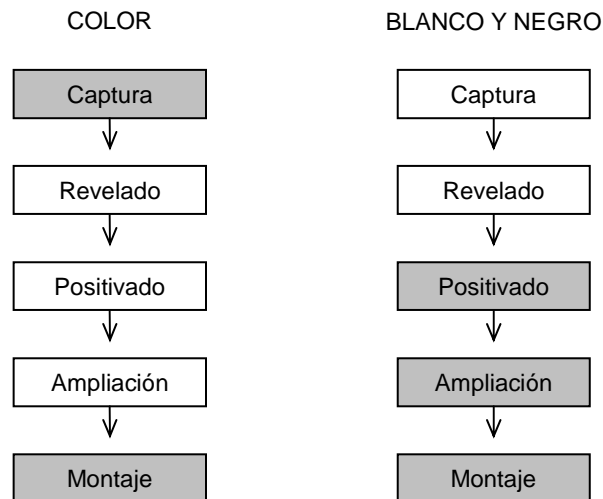 COLOR
BLANCO Y NEGRO
Captura
Captura
Revelado
Revelado
Positivado
Positivado
Ampliación
Ampliación
Montaje
Montaje